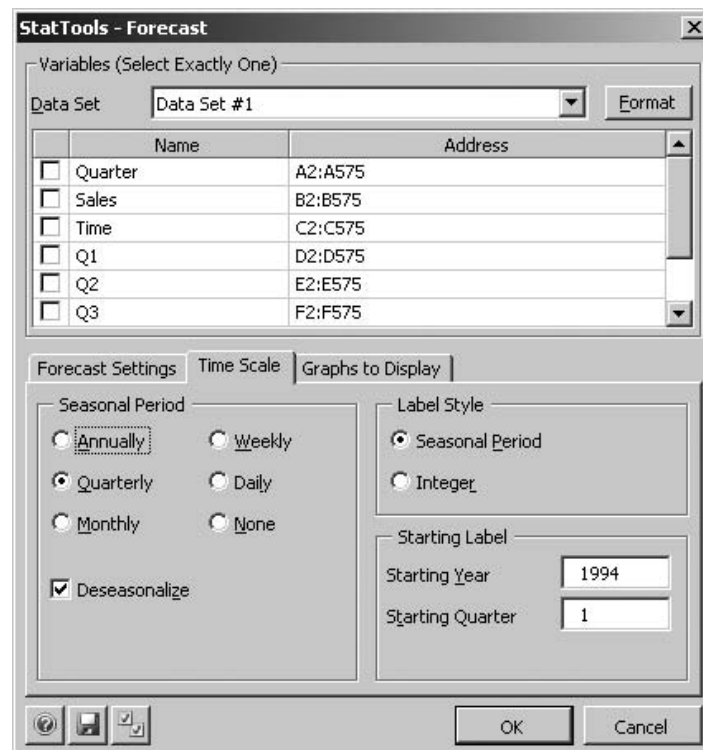 StatTools - Forecast
Variables (Select Exactly One)
Data Set Data Set #1 Format
Name Address
Quarter A2:A575
Sales B2:B575
Time C2:C575
Q1 D2:D575
Q2 E2:E575
Q3 F2:F575
Forecast Settings Time Scale Graphs to Display
Seasonal Period
Annually Weekly
Quarterly Daily
Monthly None
Deseasonalize
Label Style
Seasonal Period
Integer
Starting Label
Starting Year 1994
Starting Quarter 1
OK Cancel